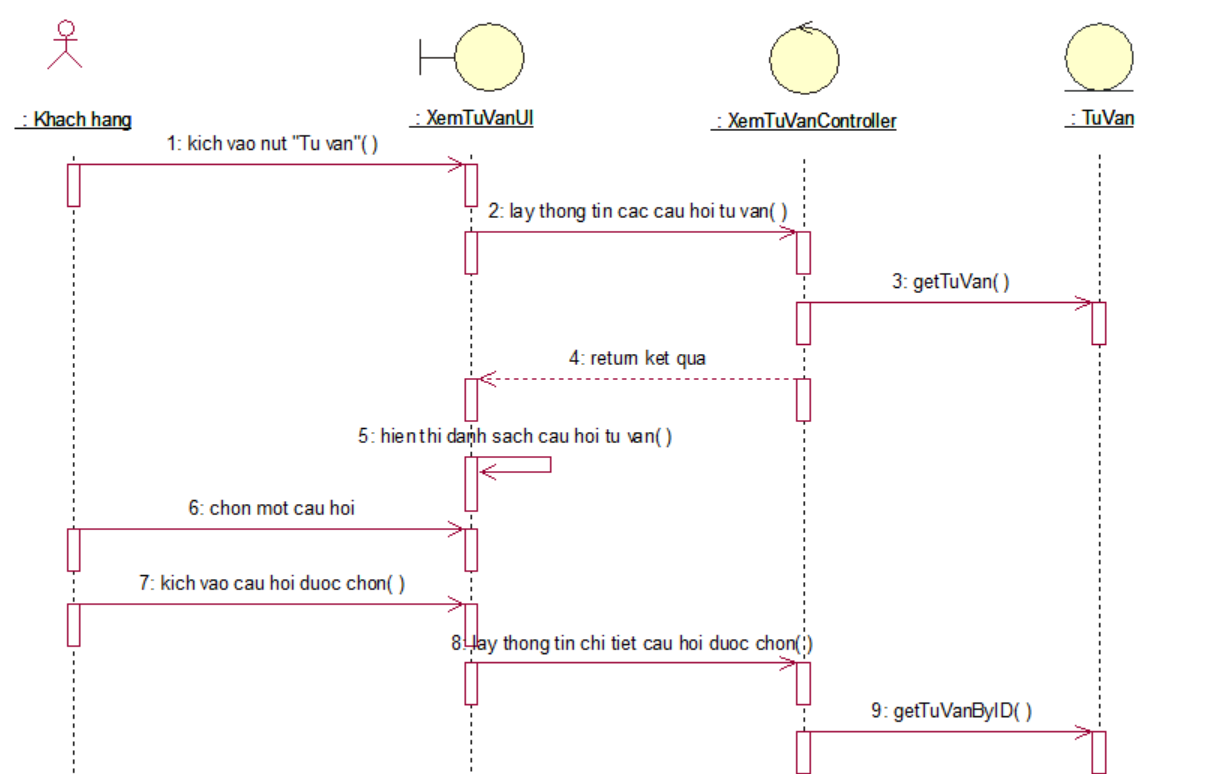 : Khach hang
: XemTuVanUI
: XemTuVanController
: TuVan
1: kich vao nut "Tu van"( )
2: lay thong tin cac cau hoi tu van( )
3: getTuVan( )
4: return ket qua
5: hien thi danh sach cau hoi tu van( )
6: chon mot cau hoi
7: kich vao cau hoi duoc chon( )
8: lay thong tin chi tiet cau hoi duoc chon( )
9: getTuVanByID( )